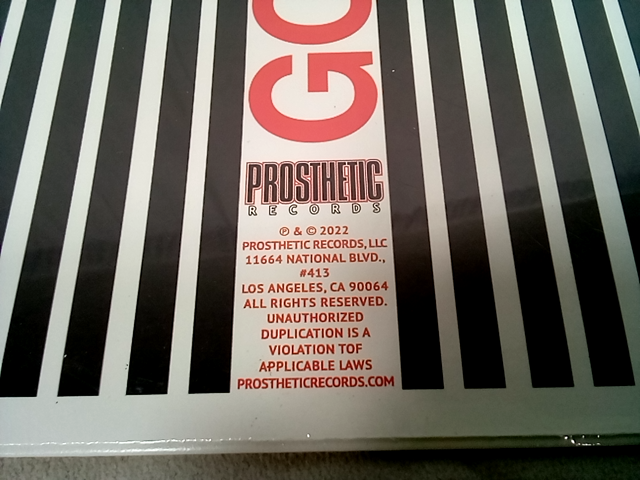 GO
PROSTHETIC
RECORDS
℗ & © 2022
PROSTHETIC RECORDS, LLC
11664 NATIONAL BLVD.,
#413
LOS ANGELES, CA 90064
ALL RIGHTS RESERVED.
UNAUTHORIZED
DUPLICATION IS A
VIOLATION TOF
APPLICABLE LAWS
PROSTHETICRECORDS.COM